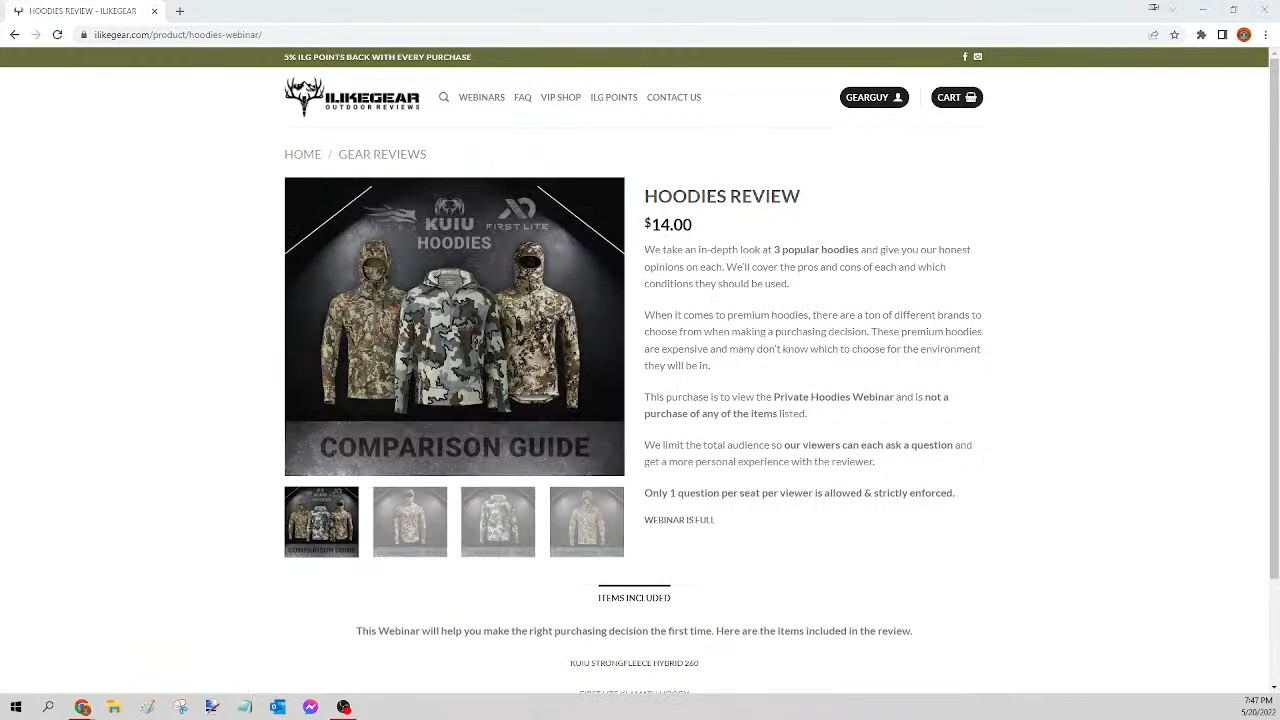 HOODIES REVIEW - ILIKEGEAR
ilikegear.com/product/hoodies-webinar/
5% ILG POINTS BACK WITH EVERY PURCHASE
ILIKEGEAR
OUTDOOR REVIEWS
WEBINARS FAQ VIP SHOP ILG POINTS CONTACT US
GEARGUY
CART
HOME / GEAR REVIEWS
KUIU FIRST LITE
HOODIES
COMPARISON GUIDE
HOODIES REVIEW
$14.00
We take an in-depth look at 3 popular hoodies and give you our honest
opinions on each. We'll cover the pros and cons of each and which
conditions they should be used.
When it comes to premium hoodies, there are a ton of different brands to
choose from when making a purchasing decision. These premium hoodies
are expensive and many don't know which to choose for the environment
they will be in.
This purchase is to view the Private Hoodies Webinar and is not a
purchase of any of the items listed.
We limit the total audience so our viewers can each ask a question and
get a more personal experience with the reviewer.
Only 1 question per seat per viewer is allowed & strictly enforced.
WEBINAR IS FULL
COMPARISON GUIDE
ITEMS INCLUDED
This Webinar will help you make the right purchasing decision the first time. Here are the items included in the review.
KUIU STRONGFLEECE HYBRID 260
FIRST LITE KLAMATH HOODY
7:47 PM
5/20/2022